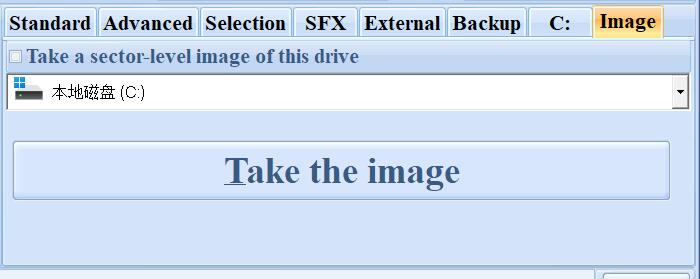 Standard Advanced Selection SFX External Backup C: Image
Take a sector-level image of this drive
本地磁盘 (C:)
Take the image